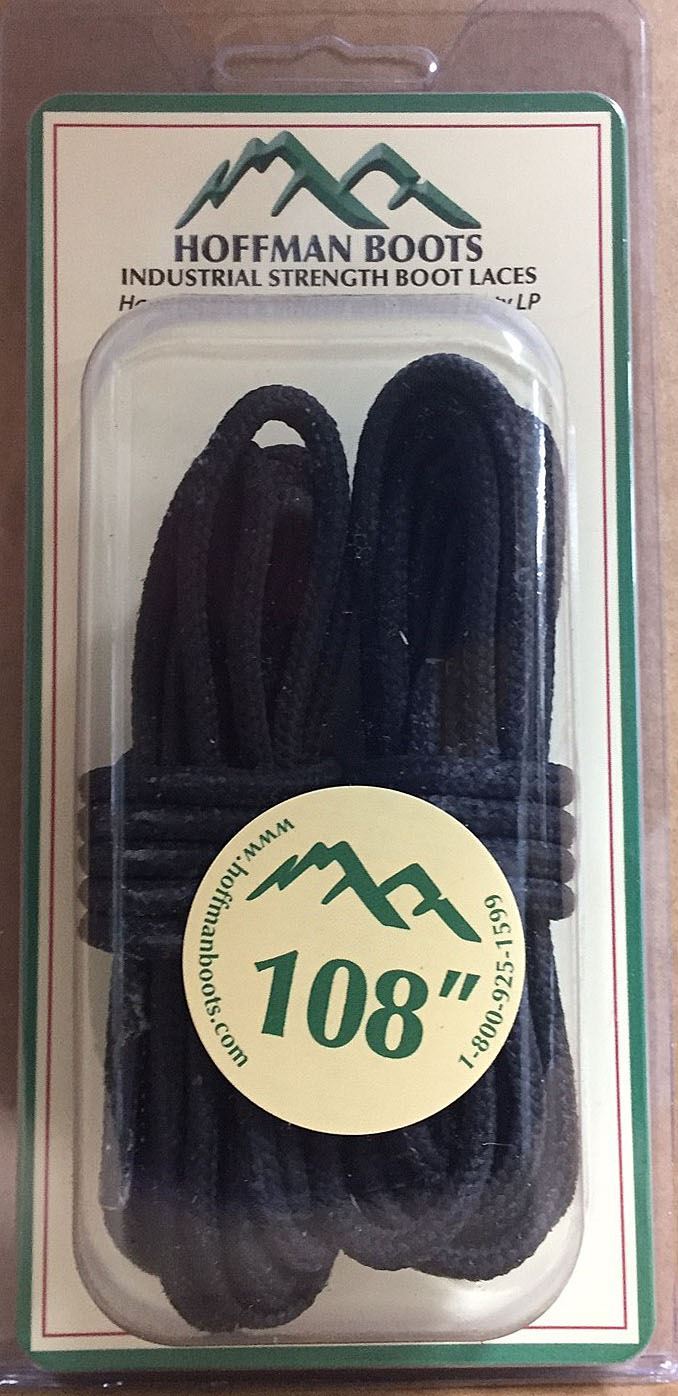 HOFFMAN BOOTS
INDUSTRIAL STRENGTH BOOT LACES
LP
www.hoffmanboots.com
108"
1-800-925-1599